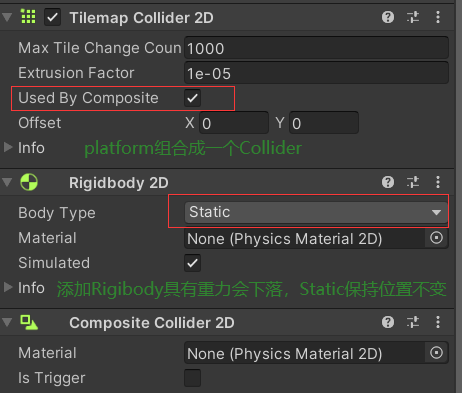 Tilemap Collider 2D
Max Tile Change Coun 1000
Extrusion Factor 1e-05
Used By Composite
Offset X 0 Y 0
Info platform组合成一个Collider
Rigidbody 2D
Body Type Static
Material None (Physics Material 2D)
Simulated
Info 添加Rigibody具有重力会下落，Static保持位置不变
Composite Collider 2D
Material None (Physics Material 2D)
Is Trigger